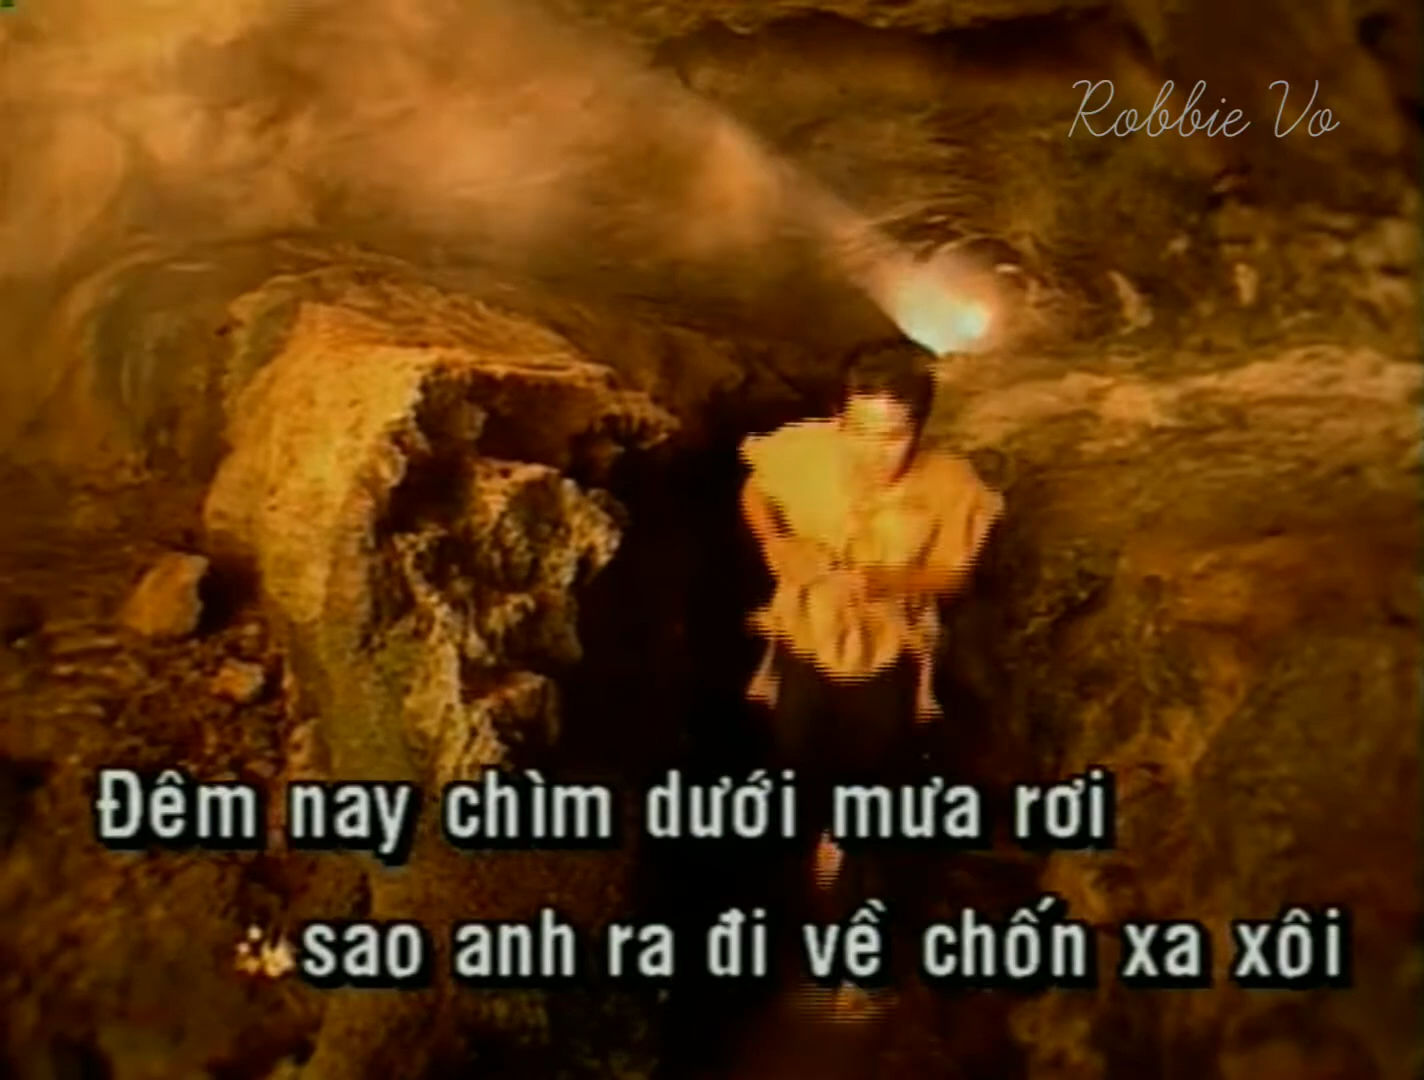 Robbie Vo
Đêm nay chìm dưới mưa rơi
sao anh ra đi về chốn xa xôi